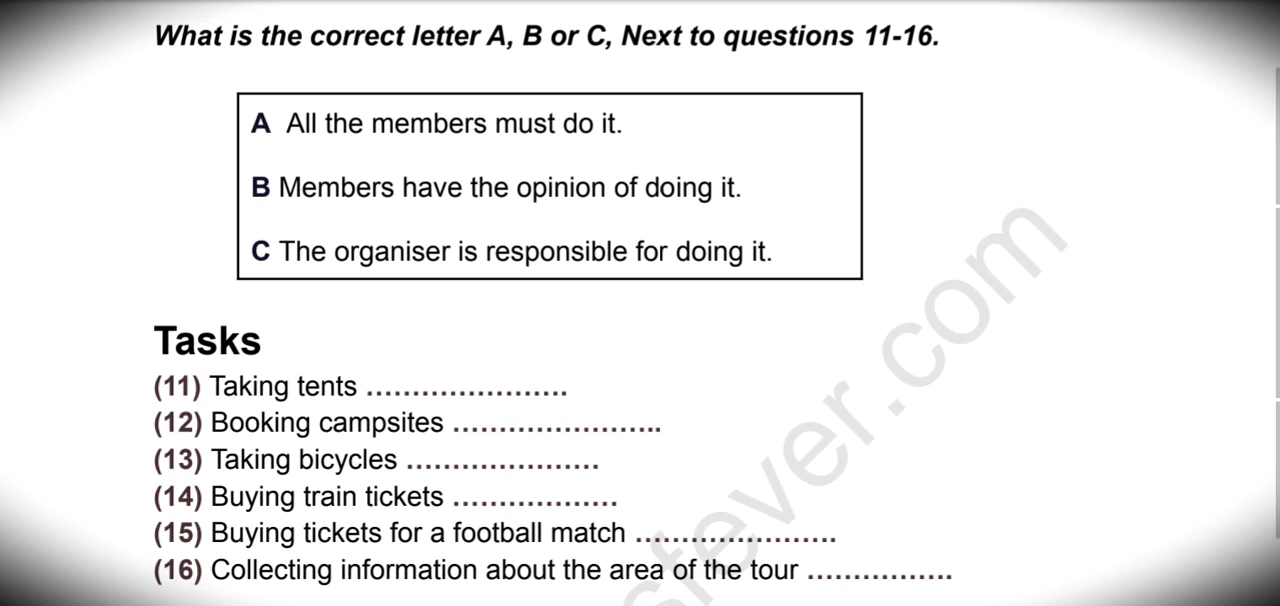 What is the correct letter A, B or C, Next to questions 11-16.
A All the members must do it.
B Members have the opinion of doing it.
C The organiser is responsible for doing it.
Tasks
(11) Taking tents ......................
(12) Booking campsites .......................
(13) Taking bicycles .....................
(14) Buying train tickets ..................
(15) Buying tickets for a football match ......................
(16) Collecting information about the area of the tour ................